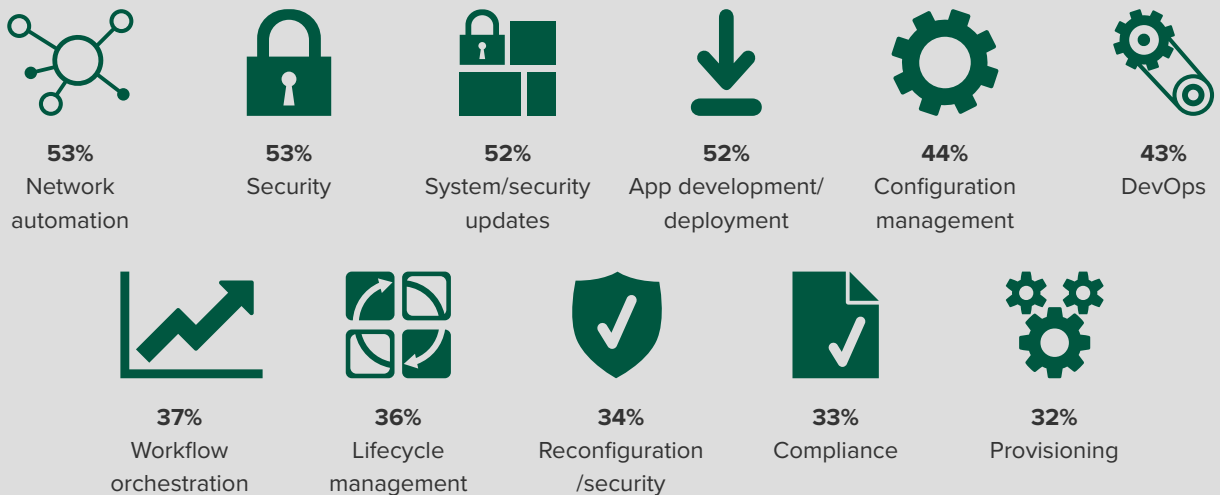 53%
Network
automation
53%
Security
52%
System/security
updates
52%
App development/
deployment
44%
Configuration
management
43%
DevOps
37%
Workflow
orchestration
36%
Lifecycle
management
34%
Reconfiguration
/security
33%
Compliance
32%
Provisioning